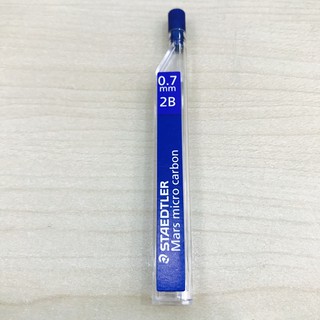 0.7
mm
2B
STAEDTLER
Mars micro carbon